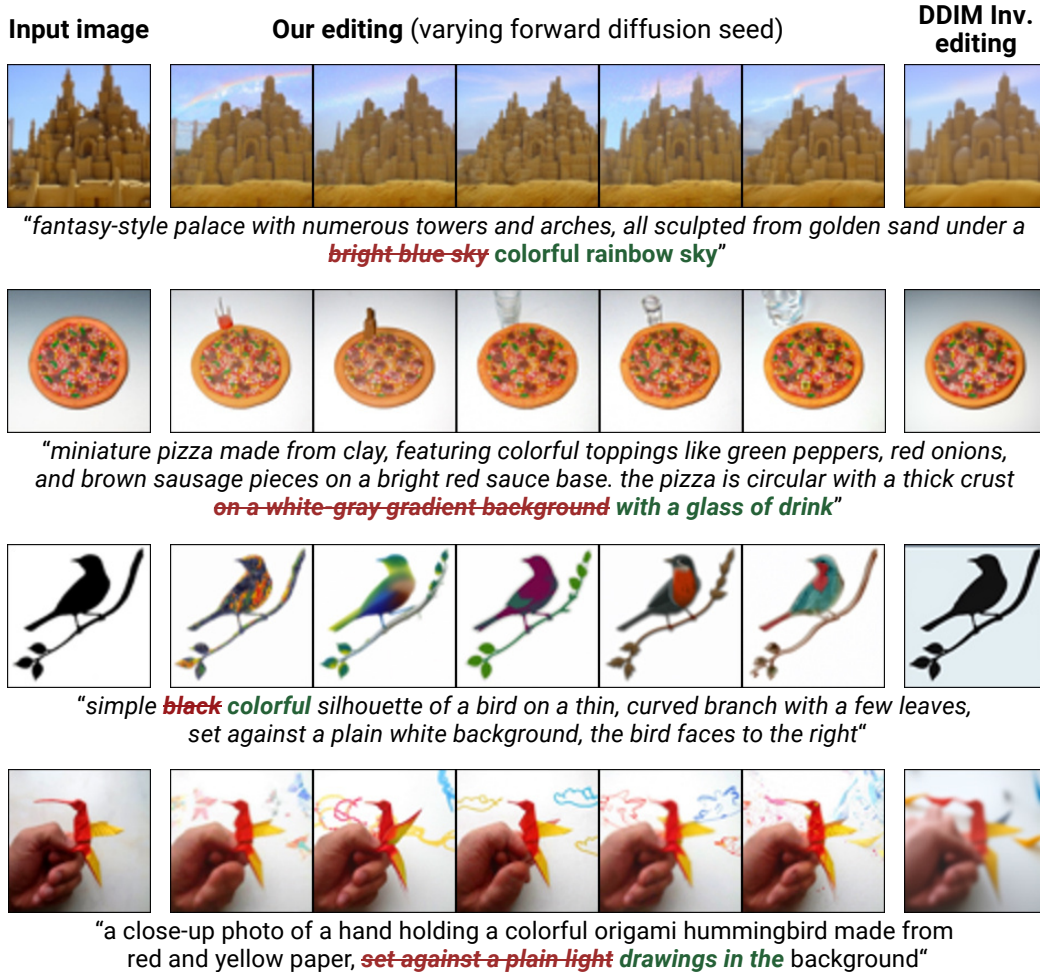 Input image
Our editing (varying forward diffusion seed)
DDIM Inv.
editing
“fantasy-style palace with numerous towers and arches, all sculpted from golden sand under a
bright blue sky colorful rainbow sky”
“miniature pizza made from clay, featuring colorful toppings like green peppers, red onions,
and brown sausage pieces on a bright red sauce base. the pizza is circular with a thick crust
on a white-gray gradient background with a glass of drink”
“simple black colorful silhouette of a bird on a thin, curved branch with a few leaves,
set against a plain white background, the bird faces to the right“
“a close-up photo of a hand holding a colorful origami hummingbird made from
red and yellow paper, set against a plain light drawings in the background“